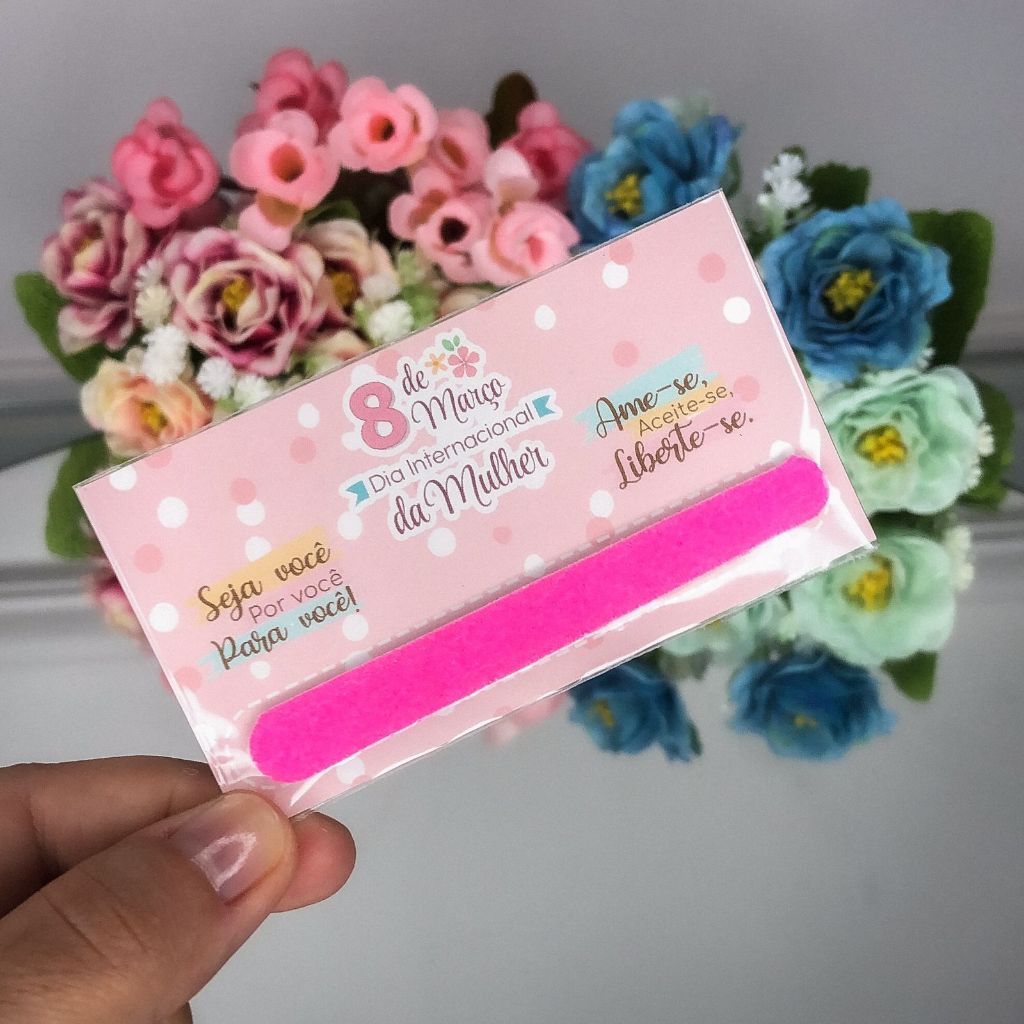 8 de
Março
Dia Internacional
da Mulher
Ame-se,
Aceite-se,
Liberte-se.
Seja você
Por você
Para você!